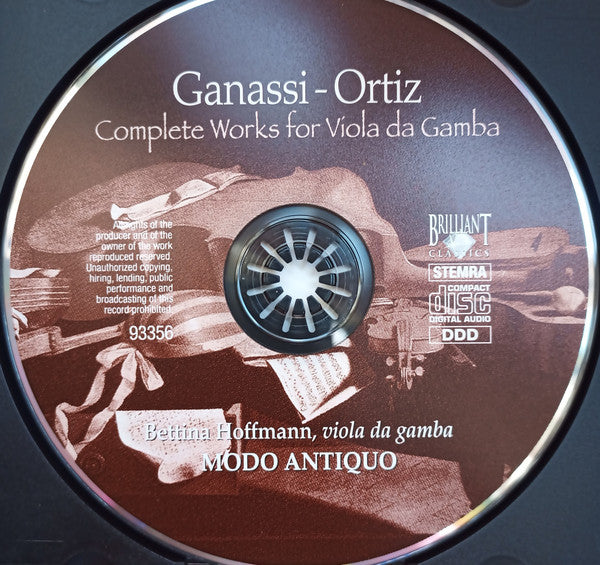 Ganassi - Ortiz
Complete Works for Viola da Gamba
All rights of the
producer and of the
owner of the work
reproduced reserved.
Unauthorized copying,
hiring, lending, public
performance and
broadcasting of this
record prohibited.
93356
BRILLIANT
CLASSICS
STEMRA
COMPACT
disc
DIGITAL AUDIO
DDD
Bettina Hoffmann, viola da gamba
MODO ANTIQUO